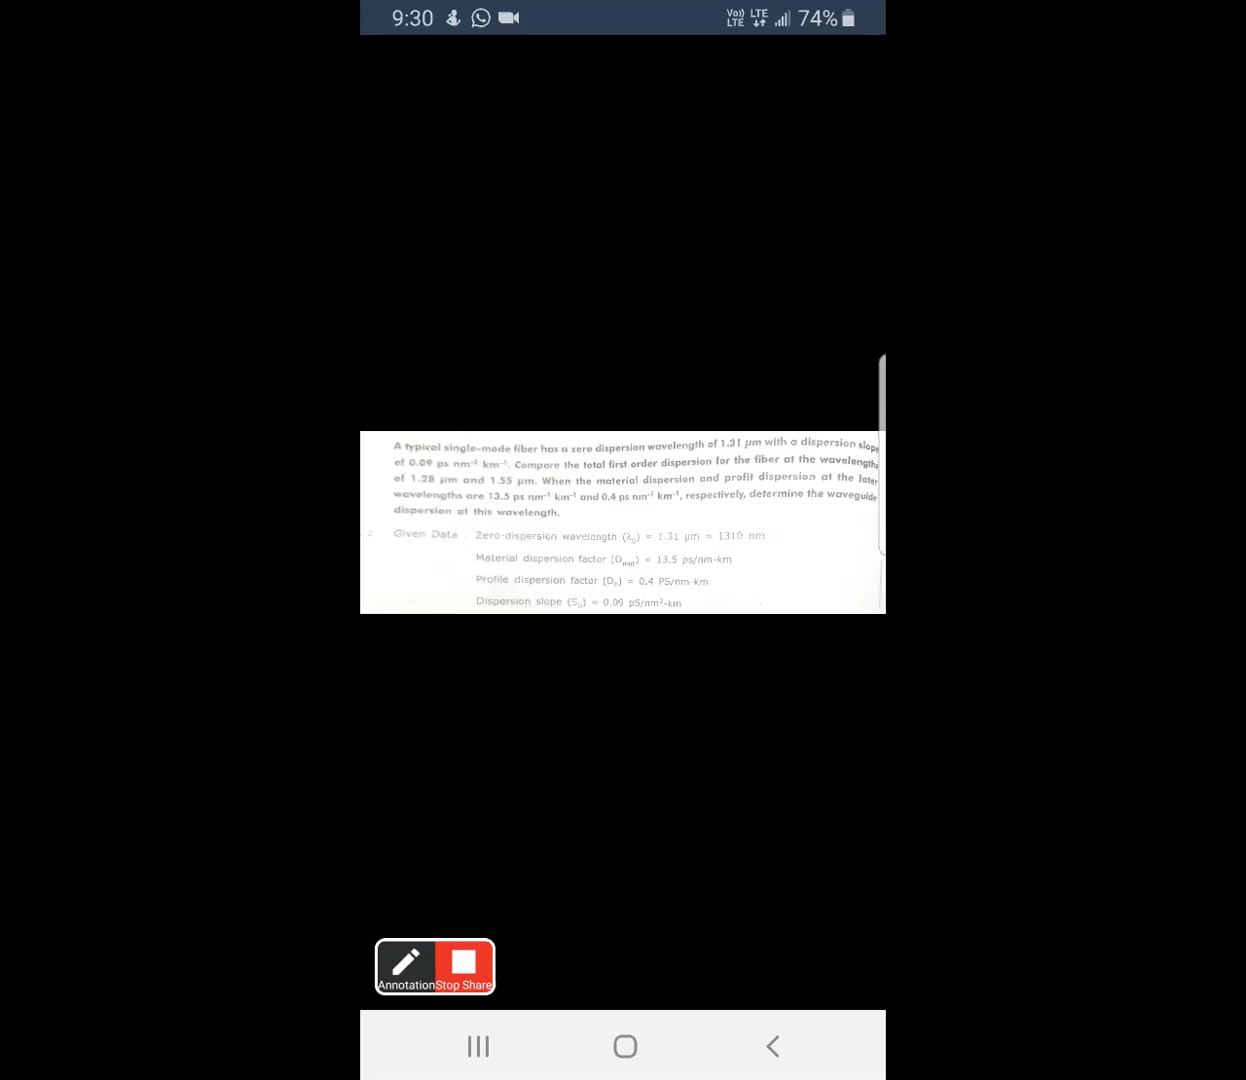 9:30 Vo)) LTE LTE 74%
A typical single-mode fiber has a zero dispersion wavelength of 1.31 µm with a dispersion slope
of 0.09 ps nm⁻² km⁻¹. Compare the total first order dispersion for the fiber at the wavelengths
of 1.28 µm and 1.55 µm. When the material dispersion and profit dispersion at the later
wavelengths are 13.5 ps nm⁻¹ km⁻¹ and 0.4 ps nm⁻¹ km⁻¹, respectively, determine the waveguide
dispersion at this wavelength.
Given Data : Zero-dispersion wavelength (λ₀) = 1.31 µm = 1310 nm
Material dispersion factor (Dmat) = 13.5 ps/nm-km
Profile dispersion factor (Dₚ) = 0.4 PS/nm-km
Dispersion slope (S₀) = 0.09 pS/nm²-km
Annotation Stop Share